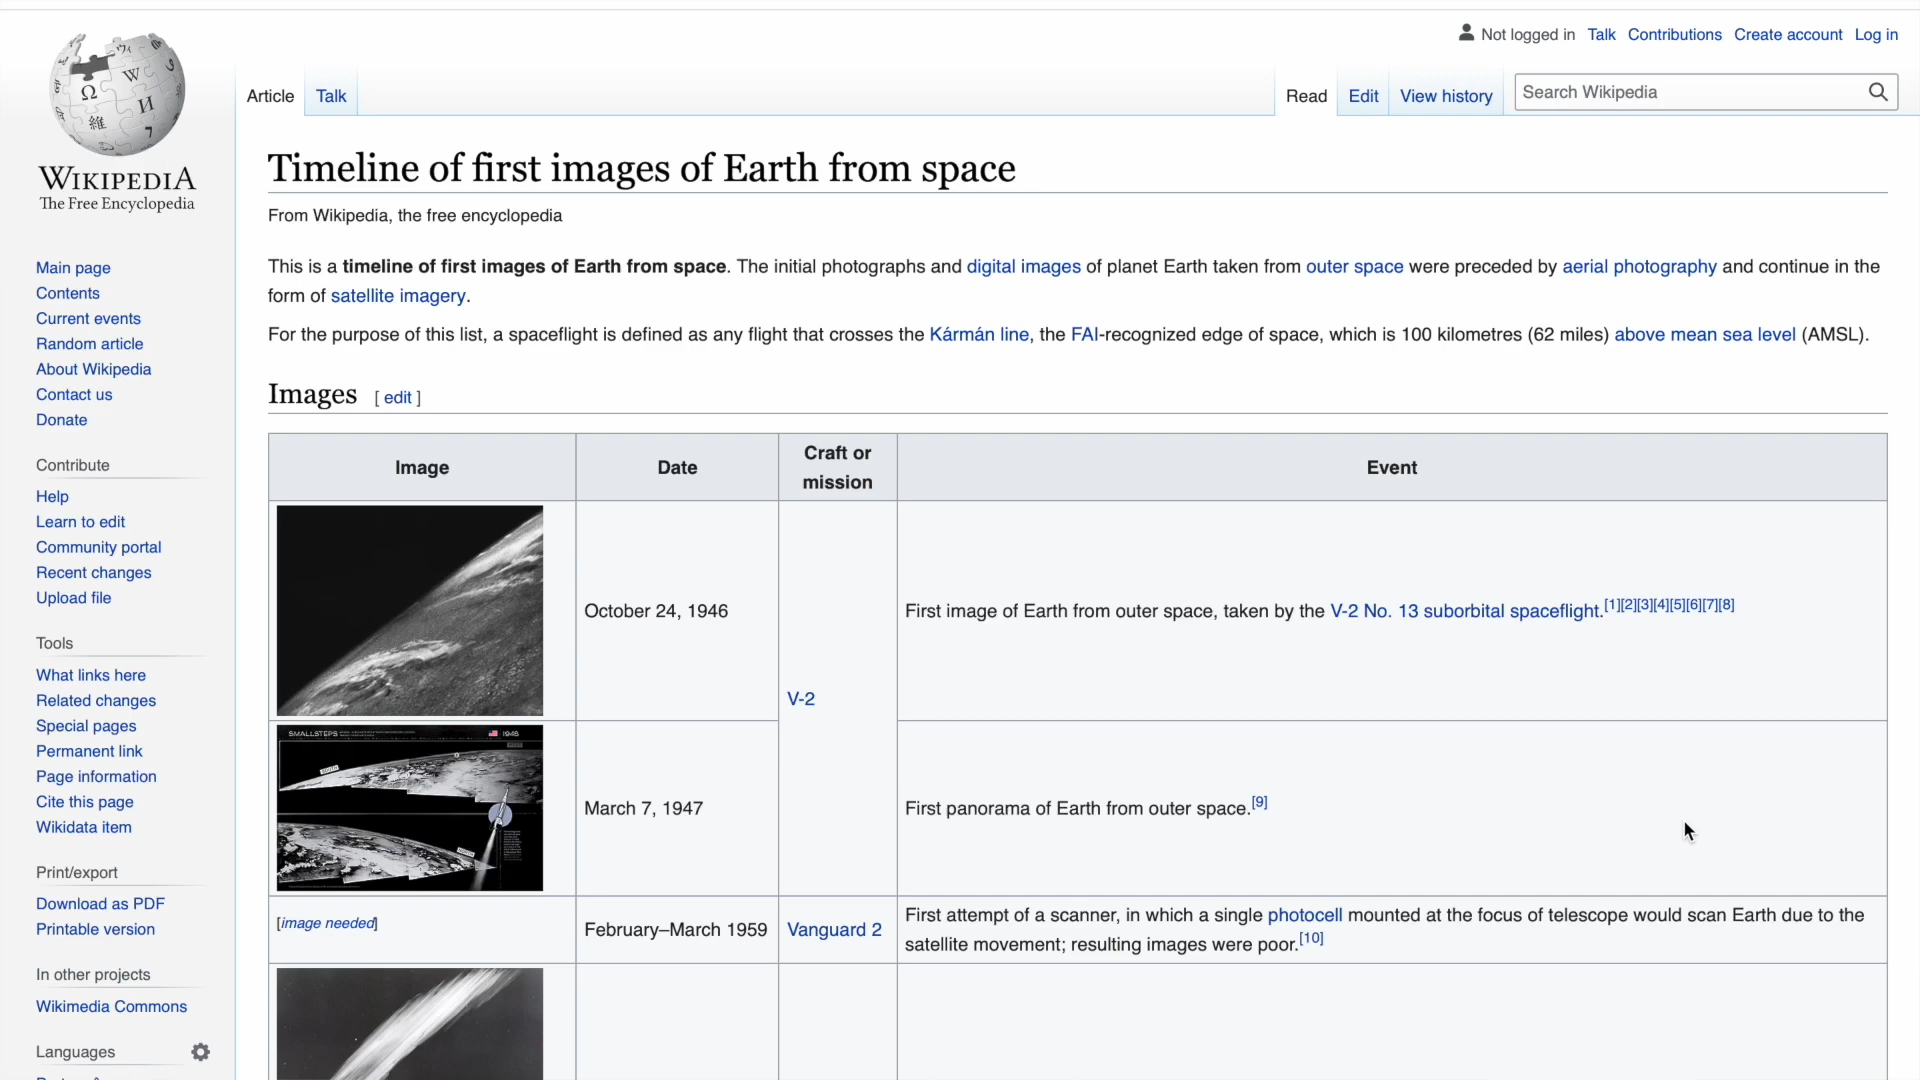 Not logged in Talk Contributions Create account Log in
Article Talk Read Edit View history Search Wikipedia
WIKIPEDIA
The Free Encyclopedia
Main page
Contents
Current events
Random article
About Wikipedia
Contact us
Donate
Contribute
Help
Learn to edit
Community portal
Recent changes
Upload file
Tools
What links here
Related changes
Special pages
Permanent link
Page information
Cite this page
Wikidata item
Print/export
Download as PDF
Printable version
In other projects
Wikimedia Commons
Languages
Timeline of first images of Earth from space
From Wikipedia, the free encyclopedia
This is a timeline of first images of Earth from space. The initial photographs and digital images of planet Earth taken from outer space were preceded by aerial photography and continue in the
form of satellite imagery.
For the purpose of this list, a spaceflight is defined as any flight that crosses the Kármán line, the FAI-recognized edge of space, which is 100 kilometres (62 miles) above mean sea level (AMSL).
Images [ edit ]
Image Date Craft or mission Event
October 24, 1946
V-2
First image of Earth from outer space, taken by the V-2 No. 13 suborbital spaceflight.[1][2][3][4][5][6][7][8]
SMALLSTEPS
March 7, 1947
First panorama of Earth from outer space.[9]
[image needed]
February–March 1959
Vanguard 2
First attempt of a scanner, in which a single photocell mounted at the focus of telescope would scan Earth due to the
satellite movement; resulting images were poor.[10]